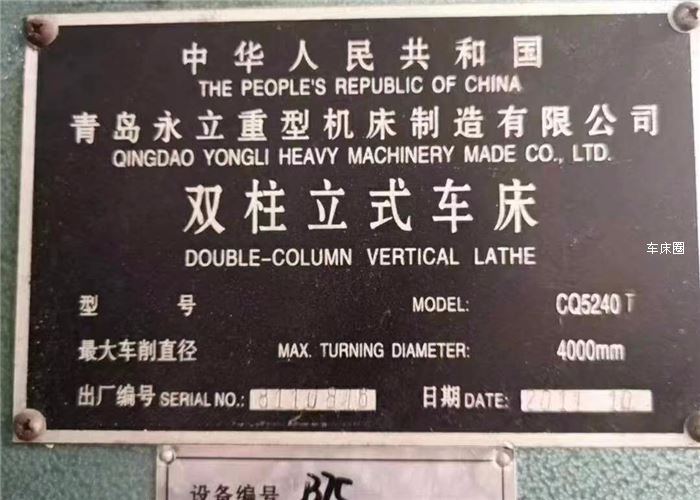 中华人民共和国
THE PEOPLE'S REPUBLIC OF CHINA
青岛永立重型机床制造有限公司
QINGDAO YONGLI HEAVY MACHINERY MADE CO., LTD.
双柱立式车床
DOUBLE-COLUMN VERTICAL LATHE
车床圈
型 号 MODEL: CQ5240 T
最大车削直径 MAX. TURNING DIAMETER: 4000mm
出厂编号 SERIAL NO.: 日期 DATE: 2011 10
设备编号